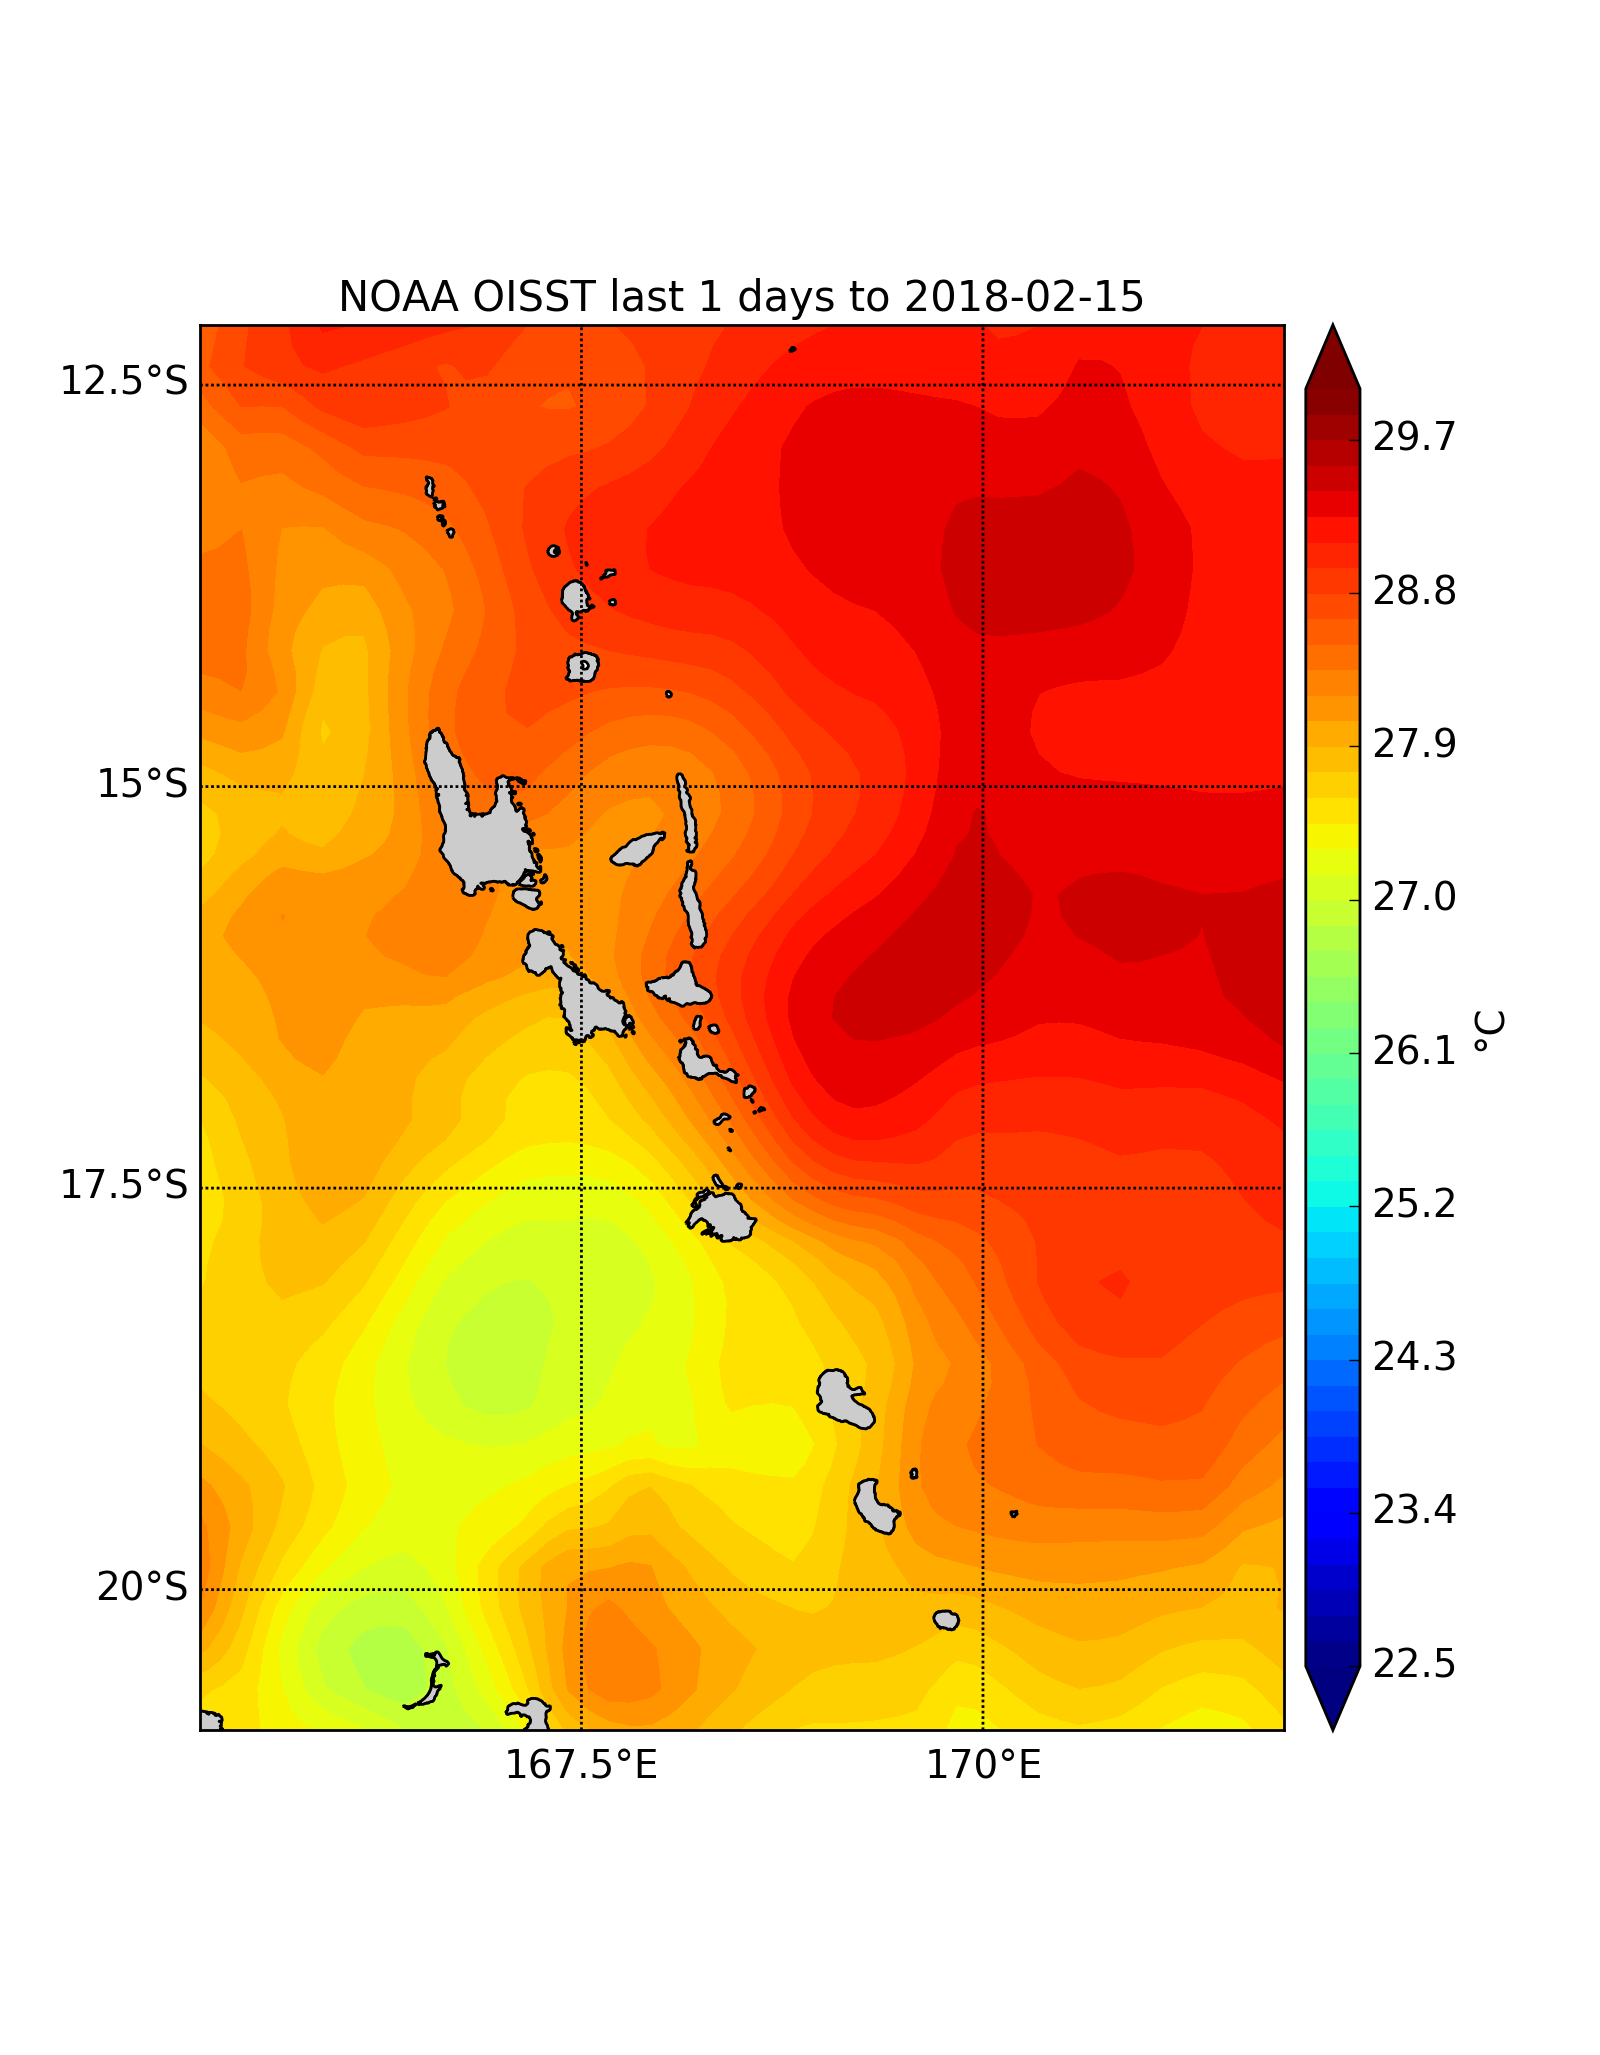 NOAA OISST last 1 days to 2018-02-15
12.5°S
15°S
17.5°S
20°S
167.5°E
170°E
29.7
28.8
27.9
27.0
26.1
25.2
24.3
23.4
22.5
°C